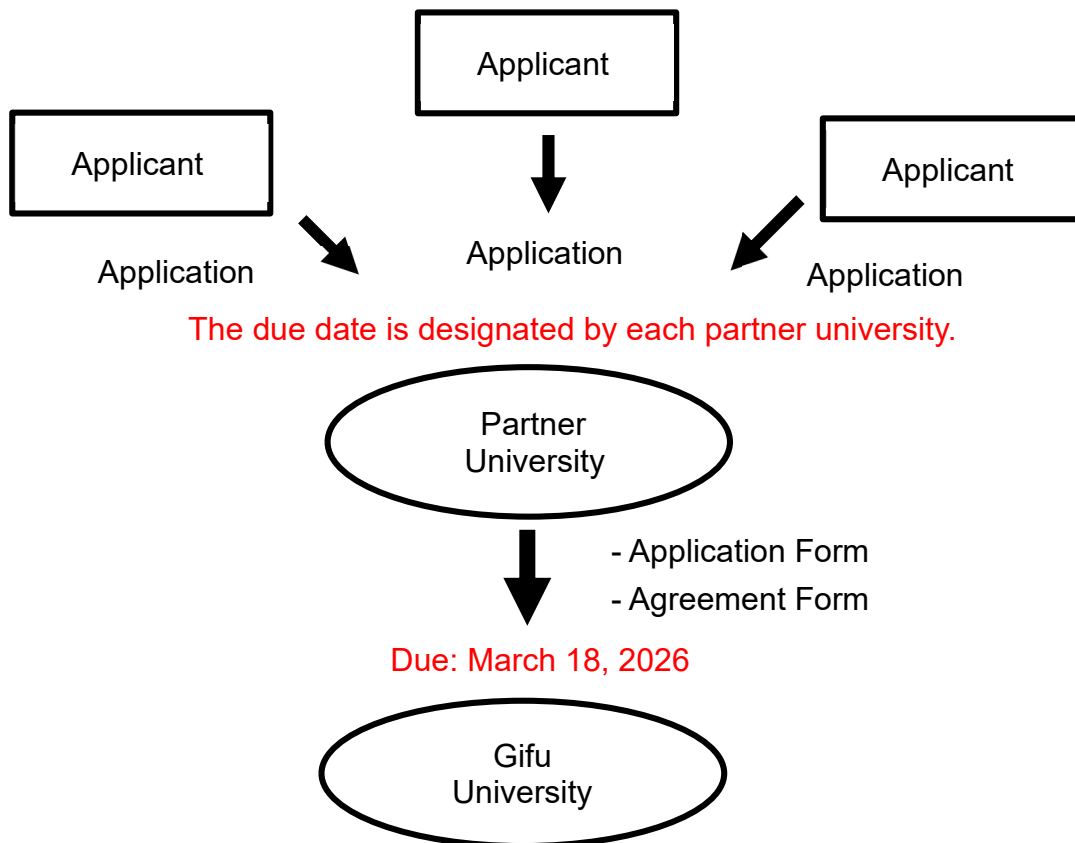 Applicant
Applicant
Applicant
Application
Application
Application
The due date is designated by each partner university.
Partner
University
- Application Form
- Agreement Form
Due: March 18, 2026
Gifu
University